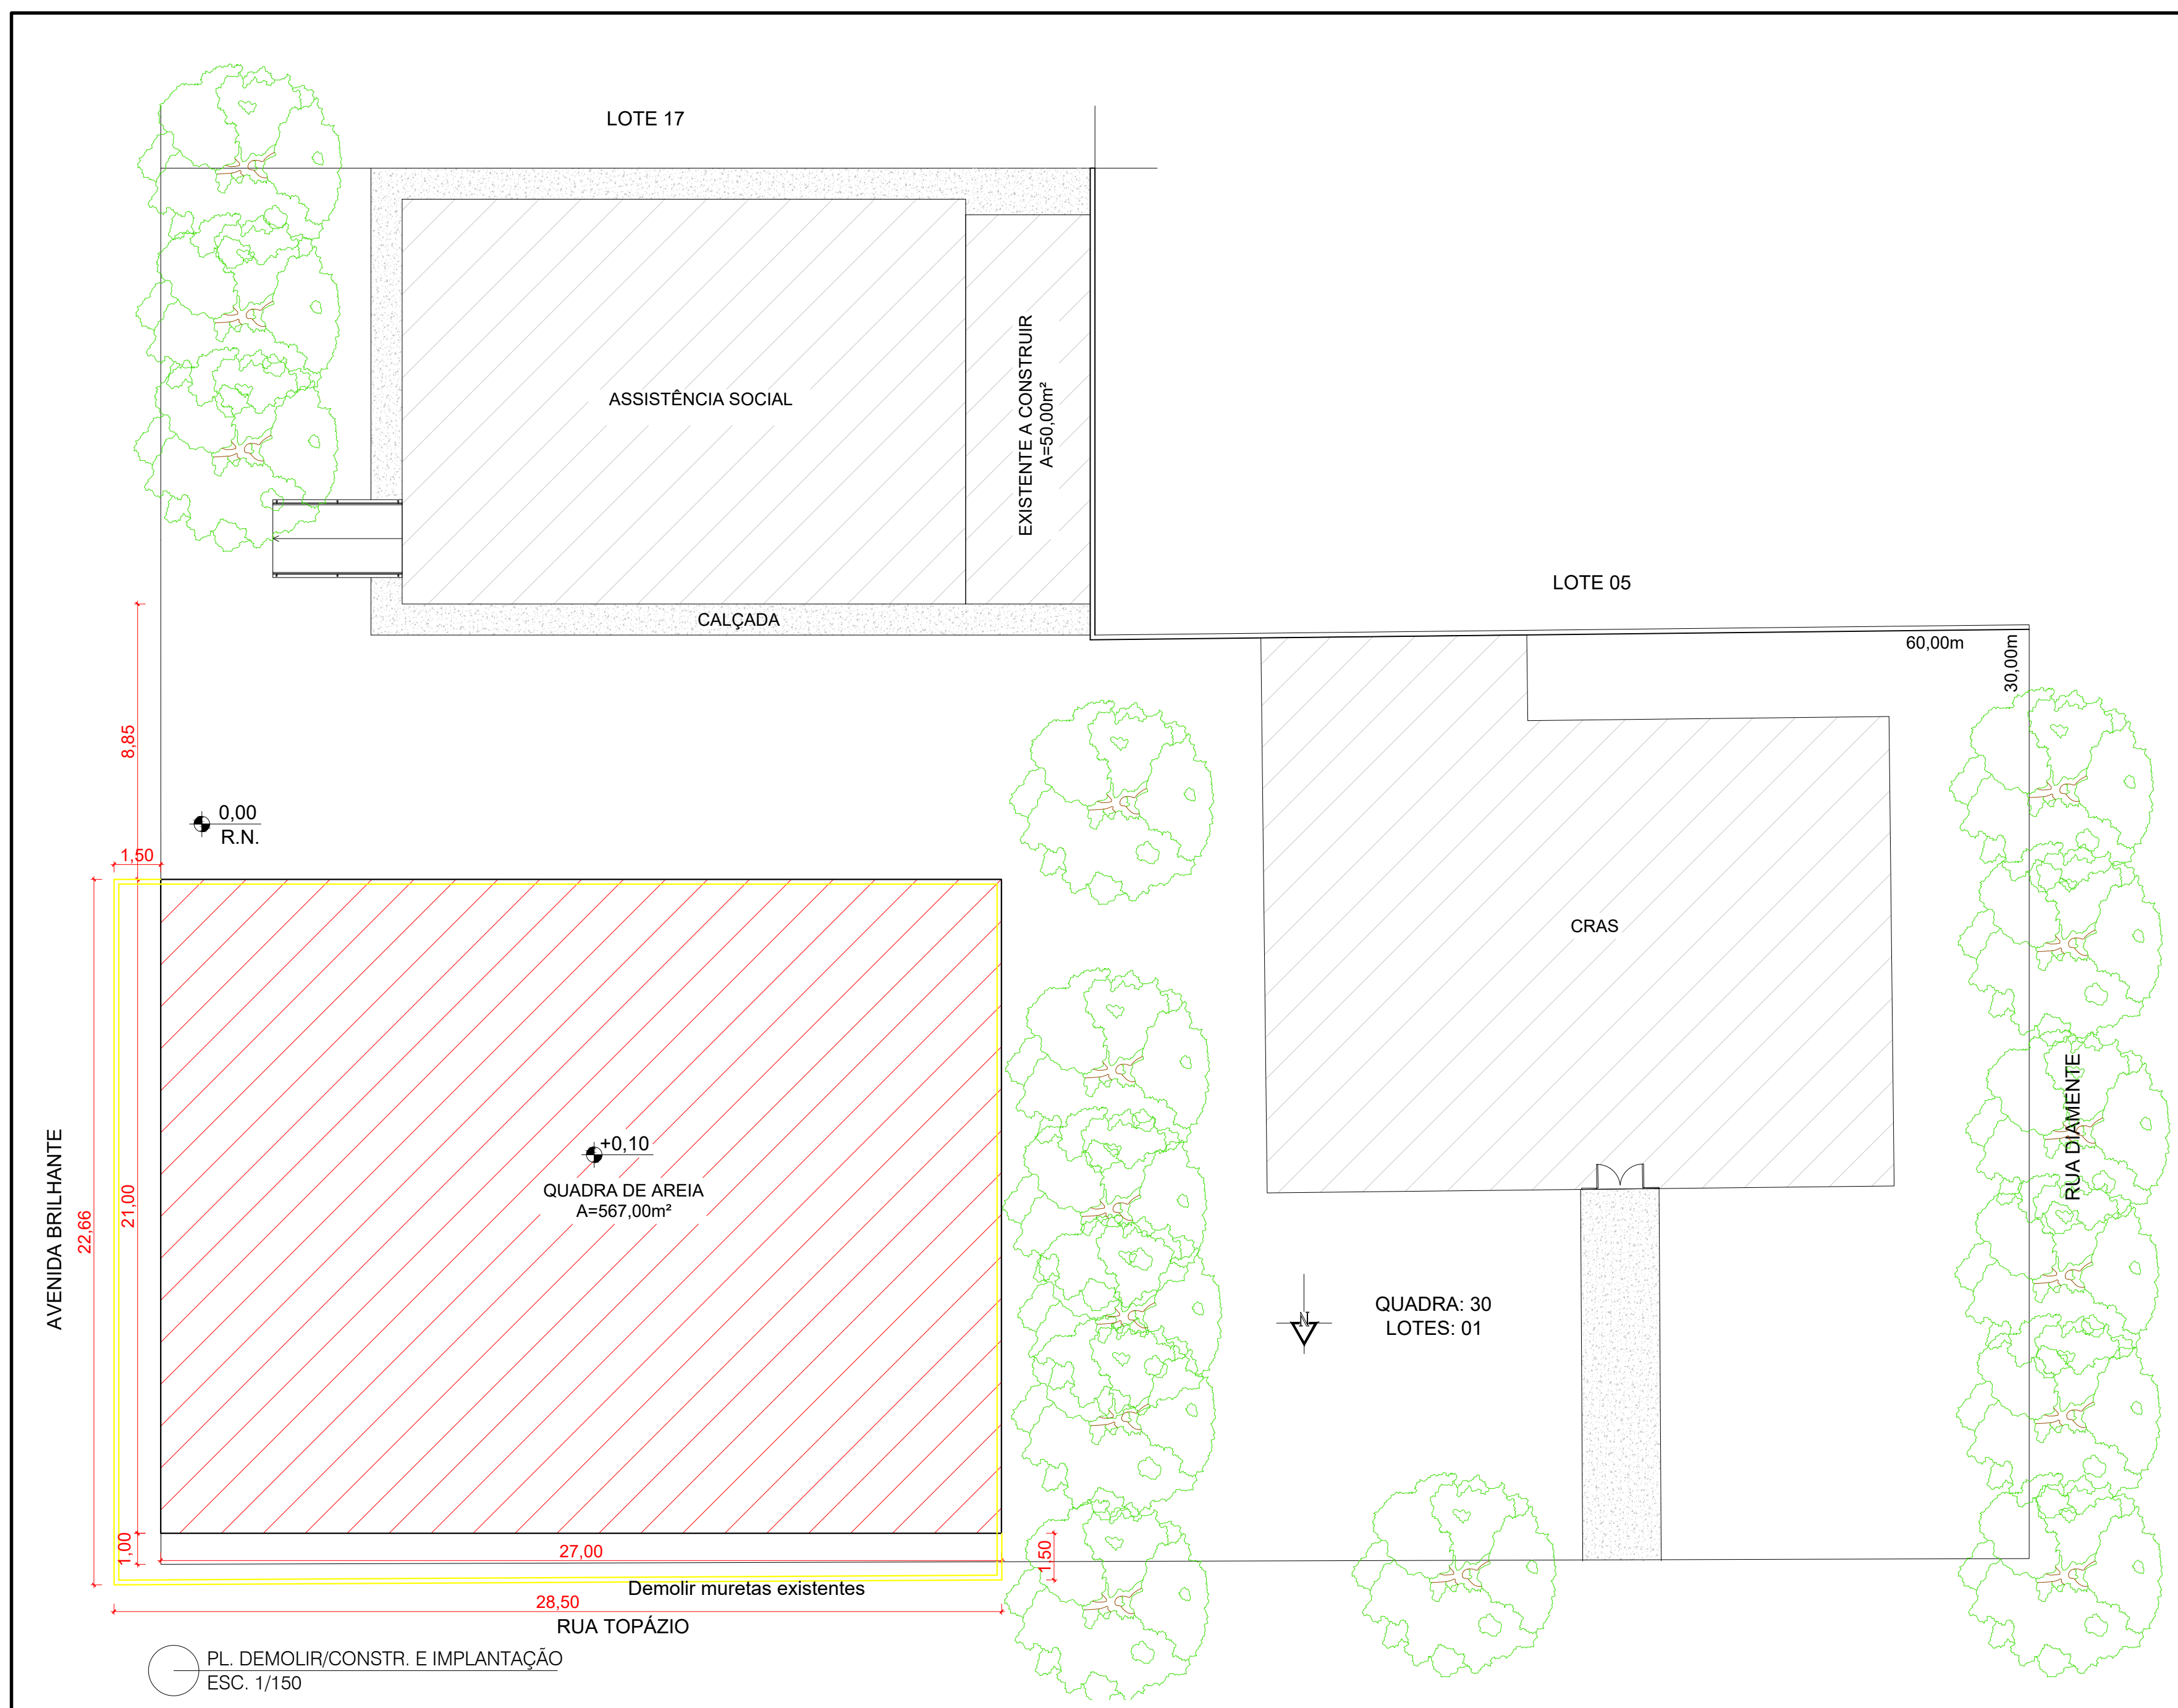 LOTE 17
ASSISTÊNCIA SOCIAL
EXISTENTE A CONSTRUIR
A=50,00m²
CALÇADA
LOTE 05
60,00m
30,00m
8,85
0,00
R.N.
1,50
CRAS
RUA DIAMENTE
AVENIDA BRILHANTE
22,66
21,00
+0,10
QUADRA DE AREIA
A=567,00m²
N
QUADRA: 30
LOTES: 01
1,00
27,00
1,50
Demolir muretas existentes
28,50
RUA TOPÁZIO
PL. DEMOLIR/CONSTR. E IMPLANTAÇÃO
ESC. 1/150